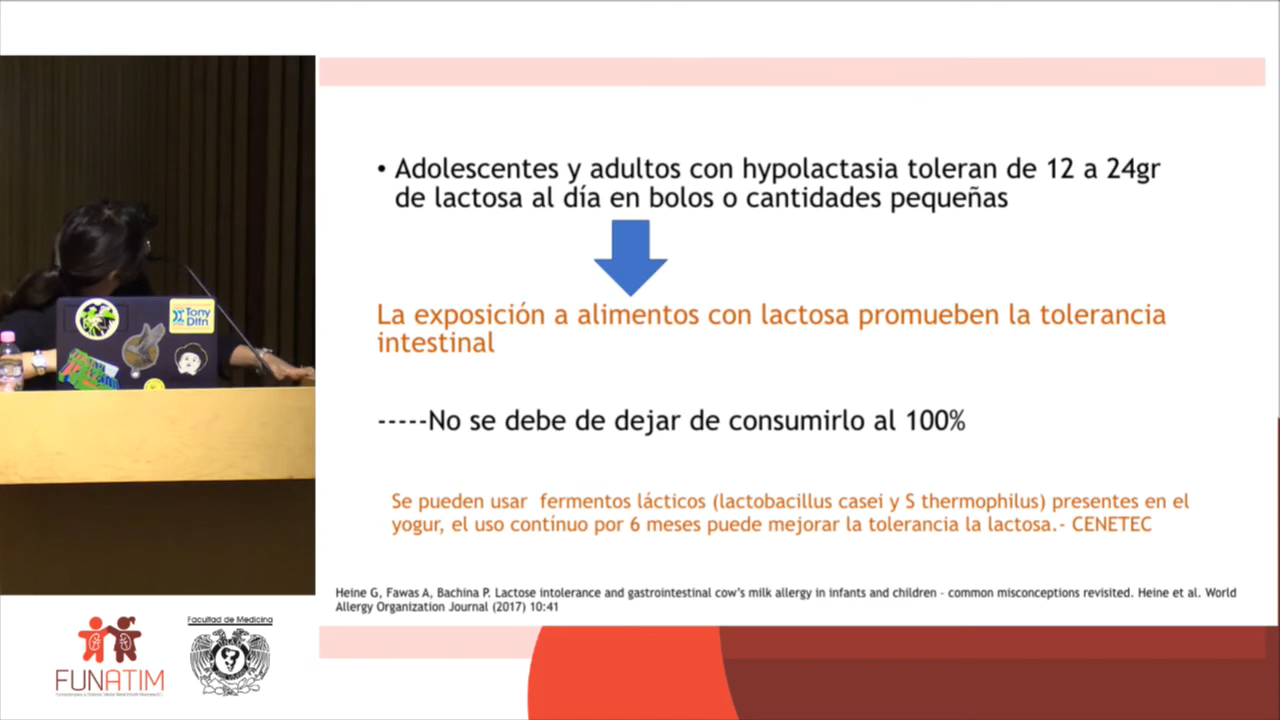 • Adolescentes y adultos con hypolactasia toleran de 12 a 24gr
de lactosa al día en bolos o cantidades pequeñas
La exposición a alimentos con lactosa promueben la tolerancia
intestinal
-----No se debe de dejar de consumirlo al 100%
Se pueden usar fermentos lácticos (lactobacillus casei y S thermophilus) presentes en el
yogur, el uso contínuo por 6 meses puede mejorar la tolerancia la lactosa.- CENETEC
Heine G, Fawas A, Bachina P. Lactose intolerance and gastrointestinal cow's milk allergy in infants and children – common misconceptions revisited. Heine et al. World
Allergy Organization Journal (2017) 10:41
Tony
Dlfn
FUNATIM
Facultad de Medicina